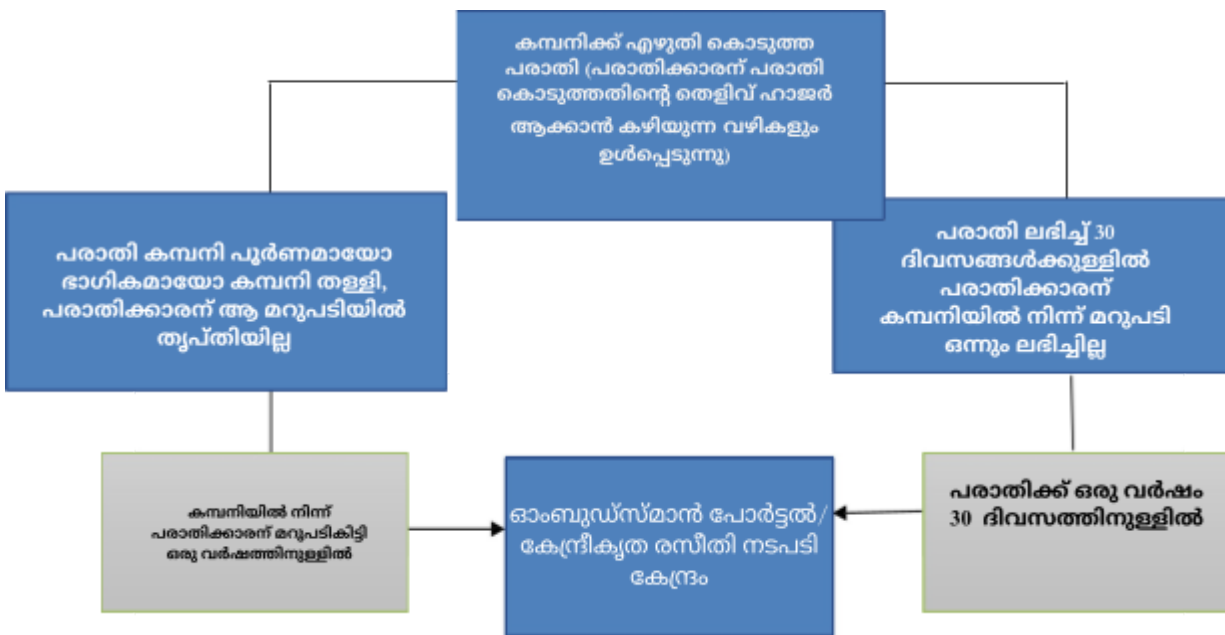 കമ്പനിക്ക് എഴുതി കൊടുത്ത
പരാതി (പരാതിക്കാരന് പരാതി
കൊടുത്തതിന്റെ തെളിവ് ഹാജർ
ആക്കാൻ കഴിയുന്ന വഴികളും
ഉൾപ്പെടുന്നു)
പരാതി കമ്പനി പൂർണമായോ
ഭാഗികമായോ കമ്പനി തള്ളി,
പരാതിക്കാരന് ആ മറുപടിയിൽ
തൃപ്തിയില്ല
പരാതി ലഭിച്ച് 30
ദിവസങ്ങൾക്കുള്ളിൽ
പരാതിക്കാരന്
കമ്പനിയിൽ നിന്ന് മറുപടി
ഒന്നും ലഭിച്ചില്ല
കമ്പനിയിൽ നിന്ന്
പരാതിക്കാരന് മറുപടികിട്ടി
ഒരു വർഷത്തിനുള്ളിൽ
ഓംബുഡ്സ്മാൻ പോർട്ടൽ/
കേന്ദ്രീകൃത രസീതി നടപടി
കേന്ദ്രം
പരാതിക്ക് ഒരു വർഷം
30 ദിവസത്തിനുള്ളിൽ